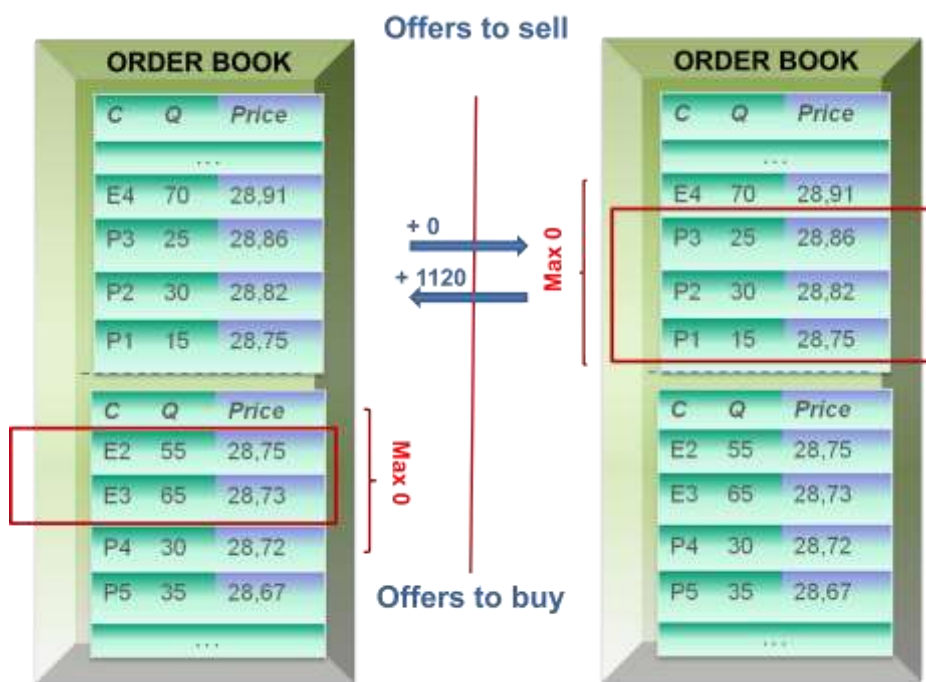 Offers to sell
ORDER BOOK
C Q Price
...
E4 70 28,91
P3 25 28,86
P2 30 28,82
P1 15 28,75
C Q Price
E2 55 28,75
E3 65 28,73
P4 30 28,72
P5 35 28,67
...
Max 0
+ 0
+ 1120
Max 0
Offers to buy
ORDER BOOK
C Q Price
...
E4 70 28,91
P3 25 28,86
P2 30 28,82
P1 15 28,75
C Q Price
E2 55 28,75
E3 65 28,73
P4 30 28,72
P5 35 28,67
...